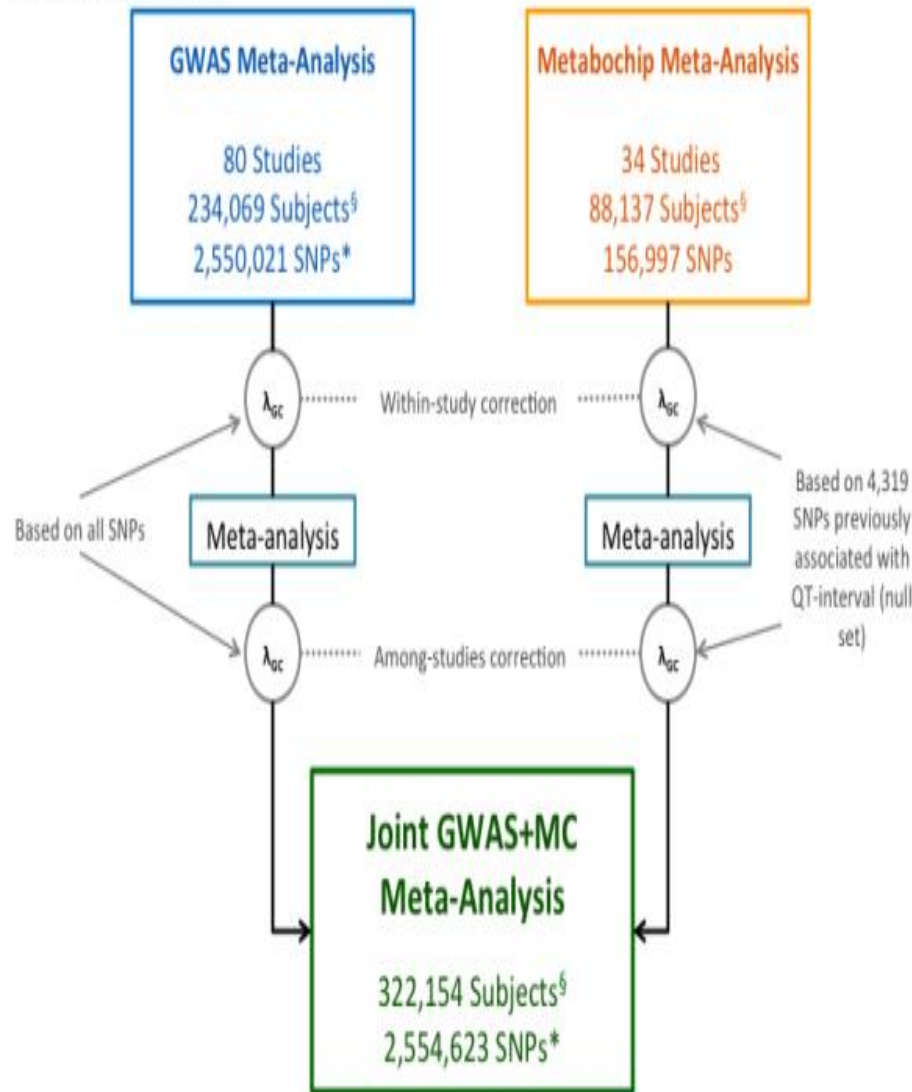 GWAS Meta-Analysis
80 Studies
234,069 Subjects§
2,550,021 SNPs*
Metabochip Meta-Analysis
34 Studies
88,137 Subjects§
156,997 SNPs
λGC
Within-study correction
λGC
Based on all SNPs
Meta-analysis
Meta-analysis
Based on 4,319
SNPs previously
associated with
QT-interval (null
set)
λGC
Among-studies correction
λGC
Joint GWAS+MC
Meta-Analysis
322,154 Subjects§
2,554,623 SNPs*